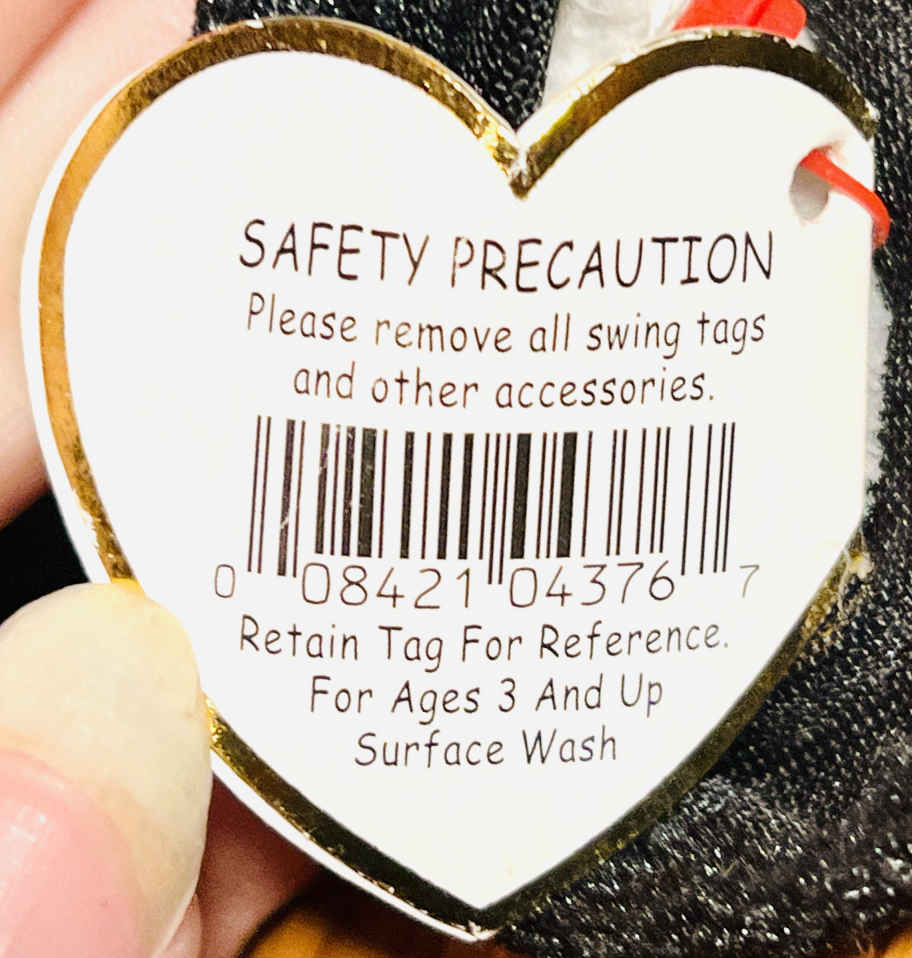 SAFETY PRECAUTION
Please remove all swing tags
and other accessories.
0 08421 04376 7
Retain Tag For Reference.
For Ages 3 And Up
Surface Wash